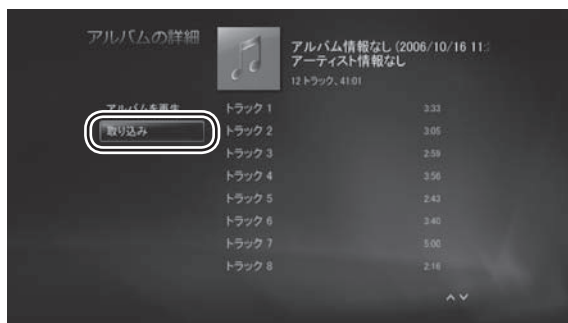 アルバムの詳細
アルバム情報なし (2006/10/16 11:
アーティスト情報なし
12 トラック、41:01
アルバムを再生
取り込み
トラック 1 3:33
トラック 2 3:05
トラック 3 2:59
トラック 4 3:56
トラック 5 2:43
トラック 6 3:40
トラック 7 5:00
トラック 8 2:16